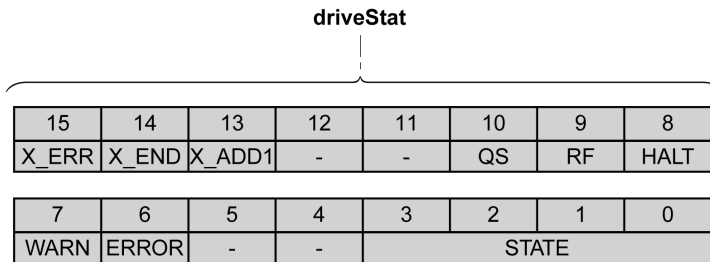 driveStat
15 14 13 12 11 10 9 8
X_ERR X_END X_ADD1 - - QS RF HALT
7 6 5 4 3 2 1 0
WARN ERROR - - STATE